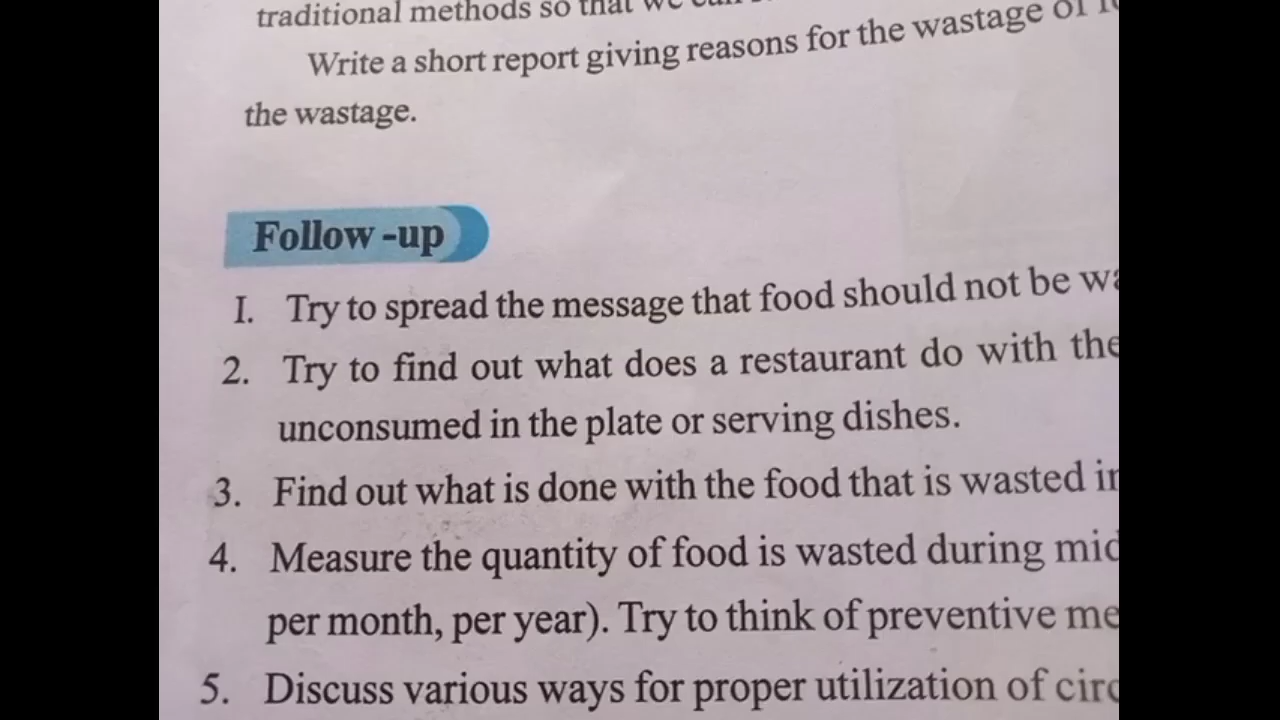 traditional methods so that we can
Write a short report giving reasons for the wastage of
the wastage.
Follow -up
I. Try to spread the message that food should not be
2. Try to find out what does a restaurant do with the
unconsumed in the plate or serving dishes.
3. Find out what is done with the food that is wasted
4. Measure the quantity of food is wasted during
per month, per year). Try to think of preventive
5. Discuss various ways for proper utilization of